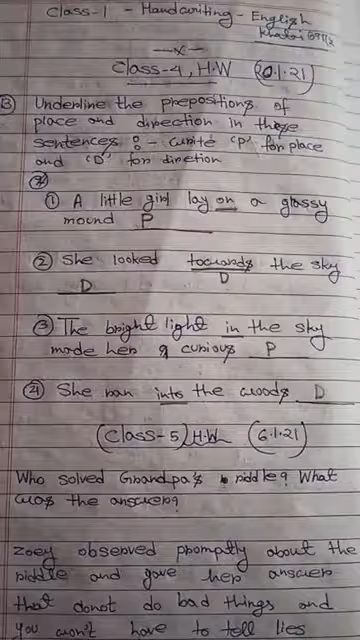 Class-1 - Handwriting - English
—x—
Class-4, H.W (20.1.21)
B) Underline the prepositions of
place and direction in these
sentences :- write 'P' for place
and 'D' for diretion
① A little girl lay on a glassy
mound P
② She looked towards the sky
D D
③ The bright light in the sky
made her a curious P
④ She ran into the woods D
(Class-5) H.W (6.1.21)
Who solved Grandpa's riddle? What
was the answer?
Zoey observed promptly about the
riddle and gave her answer
that donot do bad things and
you won't have to tell lies